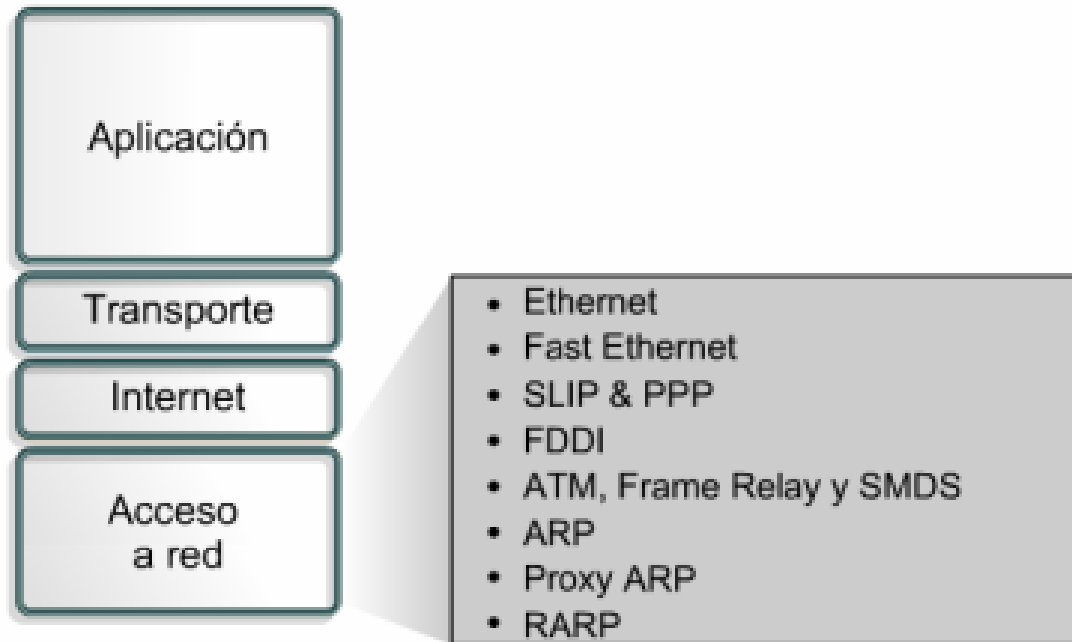 Aplicación
Transporte
Internet
Acceso
a red
• Ethernet
• Fast Ethernet
• SLIP & PPP
• FDDI
• ATM, Frame Relay y SMDS
• ARP
• Proxy ARP
• RARP